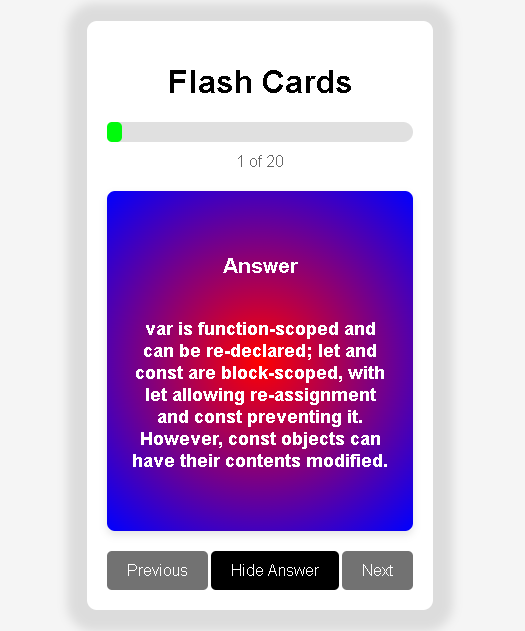 Flash Cards
1 of 20
Answer
var is function-scoped and
can be re-declared; let and
const are block-scoped, with
let allowing re-assignment
and const preventing it.
However, const objects can
have their contents modified.
Previous
Hide Answer
Next